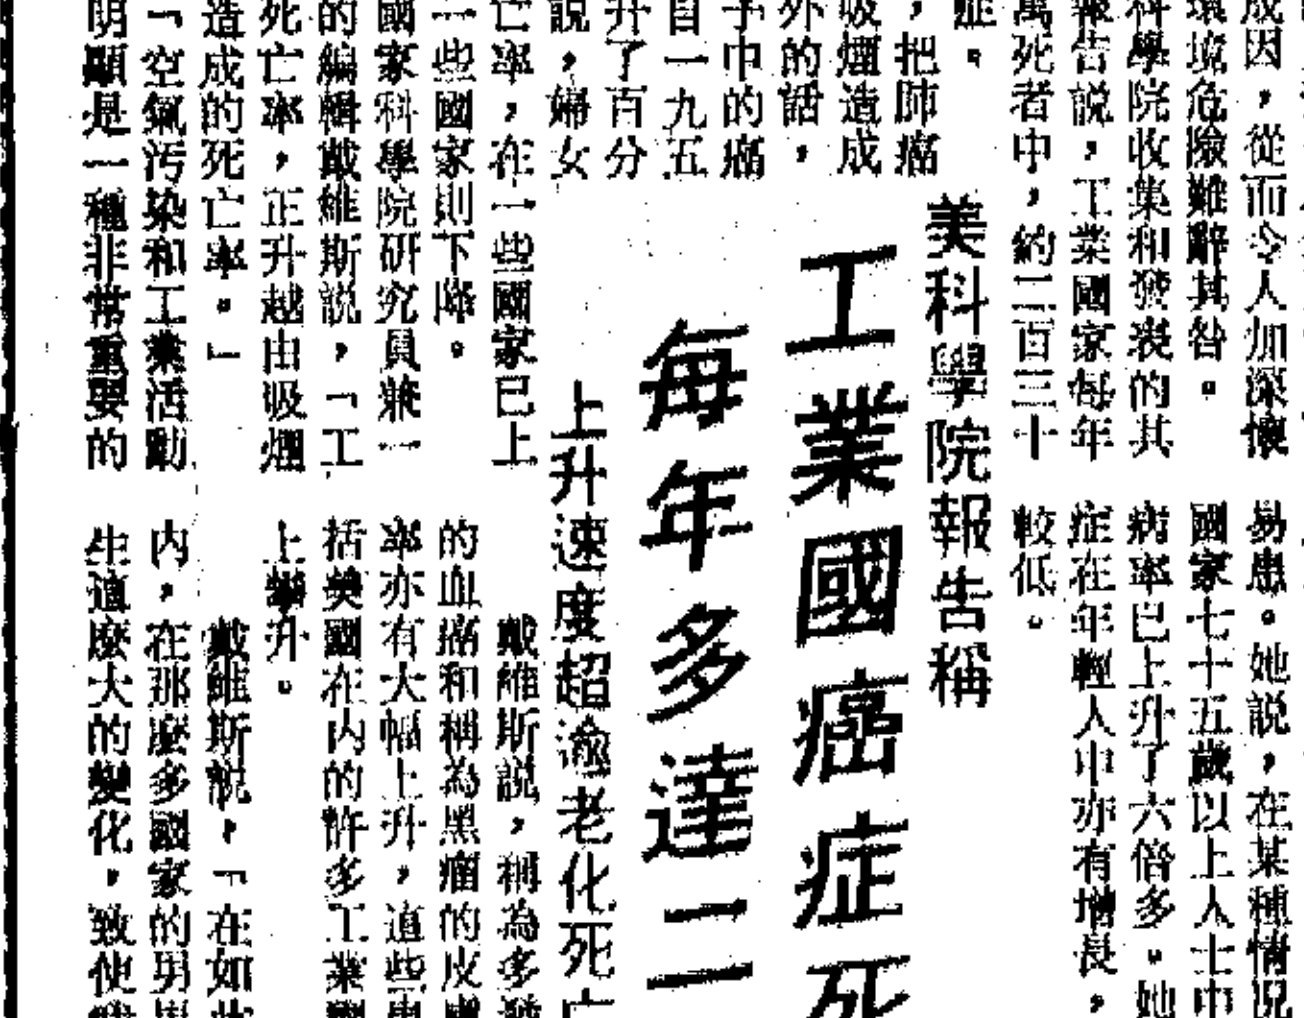 成因，從而令人加深懷
環境危險難辭其咎。
科學院收集和發表的其
報告說，工業國家每年
萬死者中，約二百三十
症。
，把肺癌
吸煙造成
外的話，
子中的癌
自一九五
升了百分
說，婦女
亡率，在一些國家已上
一些國家則下降。
國家科學院研究員兼一
的編輯戴維斯說，「工
死亡率，正升越由吸煙
造成的死亡率。」
「空氣污染和工業活動
明顯是一種非常重要的
美科學院報告稱
工業國癌症死
每年多達二
上升速度超逾老化死亡
易患。她說，在某種情況
國家七十五歲以上人士中
病率已上升了六倍多。她
症在年輕人中亦有增長，
較低。
戴維斯說，稱為多
的血癌和稱為黑瘤的皮膚
率亦有大幅上升，這些
括美國在內的許多工業國
上攀升。
戴維斯說，「在如此
內，在那麼多國家的男
生這麼大的變化，致使